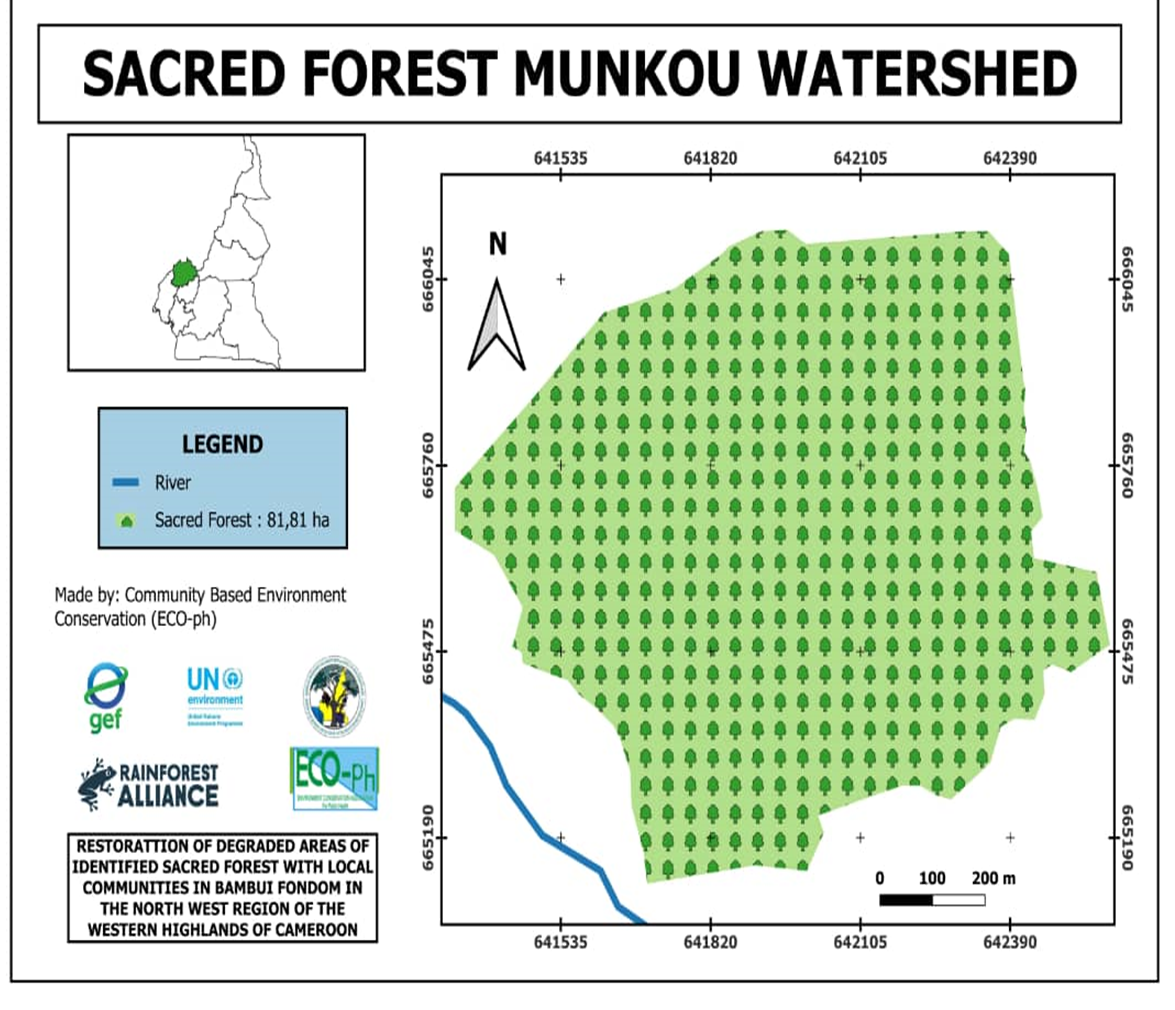 SACRED FOREST MUNKOU WATERSHED
641535 641820 642105 642390
666045
665760
665475
665190
N
666045
665760
665475
665190
0 100 200 m
641535 641820 642105 642390
LEGEND
River
Sacred Forest : 81,81 ha
Made by: Community Based Environment
Conservation (ECO-ph)
gef
UN
environment
United Nations
Environment Programme
RAINFOREST
ALLIANCE
ECO-Ph
RESTORATTION OF DEGRADED AREAS OF
IDENTIFIED SACRED FOREST WITH LOCAL
COMMUNITIES IN BAMBUI FONDOM IN
THE NORTH WEST REGION OF THE
WESTERN HIGHLANDS OF CAMEROON